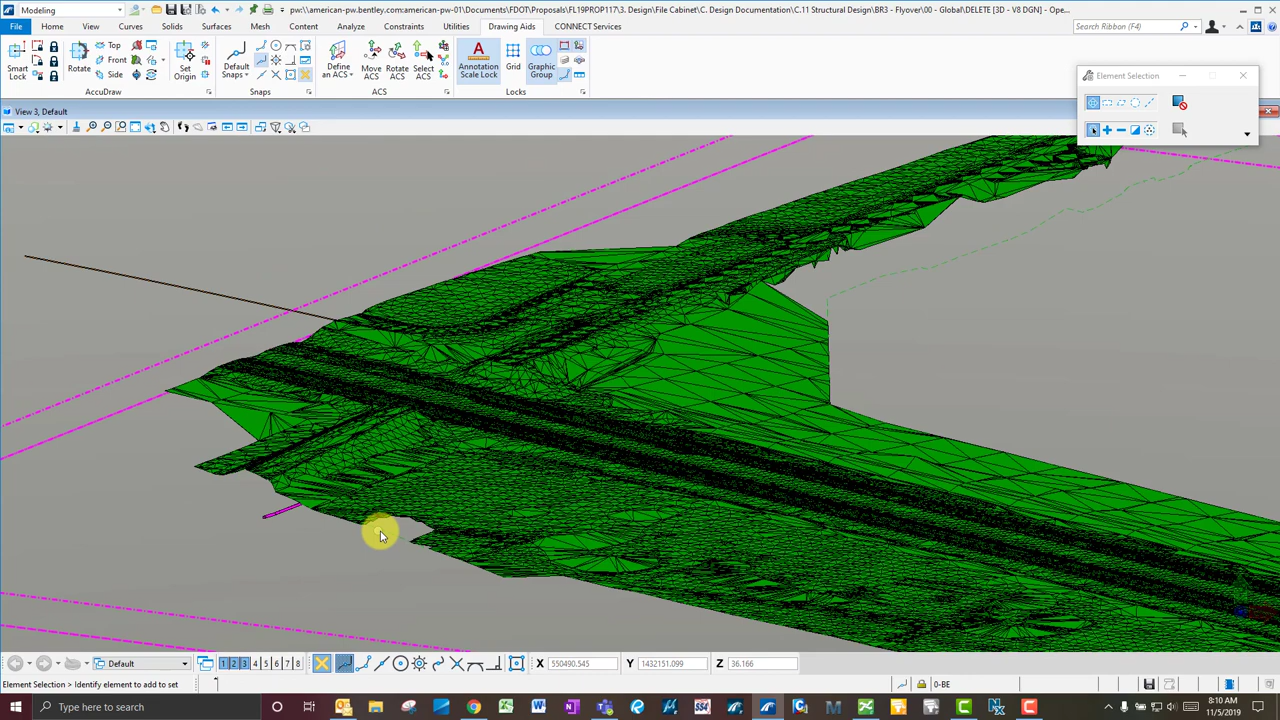 Modeling
pw:\\american-pw.bentley.com:american-pw-01\Documents\FDOT\Proposals\FL19PROP117\3. Design\File Cabinet\C. Design Documentation\C.11 Structural Design\BR3 - Flyover\00 - Global\DELETE [3D - V8 DGN] - Ope...
File Home View Annotate Attach Analyze Curves Solids Surfaces Mesh Content Constraints Utilities Drawing Aids CONNECT Services
Search Ribbon (F4)
Smart Lock
Rotate
Top
Front
Side
Set Origin
AccuDraw
Default Snaps
Snaps
Define an ACS
Move ACS
Rotate ACS
Select ACS
ACS
Annotation Scale Lock
Grid
Graphic Group
Locks
Element Selection
View 3, Default
Default
1 2 3 4 5 6 7 8
X 550490.545
Y 1432151.099
Z 36.166
Element Selection > Identify element to add to set
0-BE
Type here to search
8:10 AM
11/5/2019